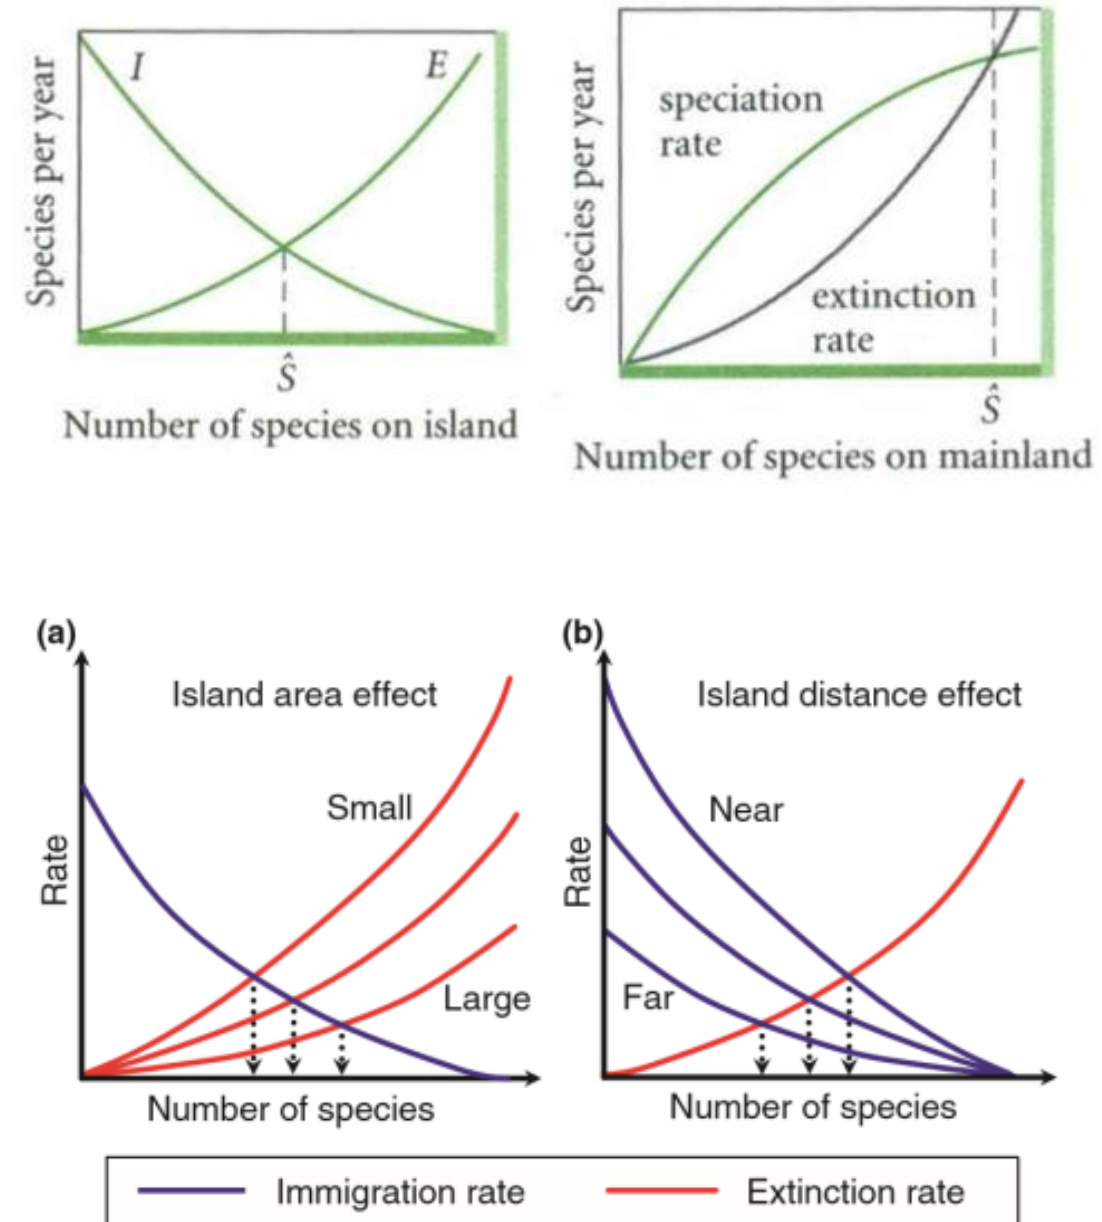 I
E
Species per year
Ŝ
Number of species on island
speciation
rate
Species per year
extinction
rate
Ŝ
Number of species on mainland
(a)
Island area effect
Small
Rate
Large
Number of species
(b)
Island distance effect
Near
Rate
Far
Number of species
Immigration rate
Extinction rate